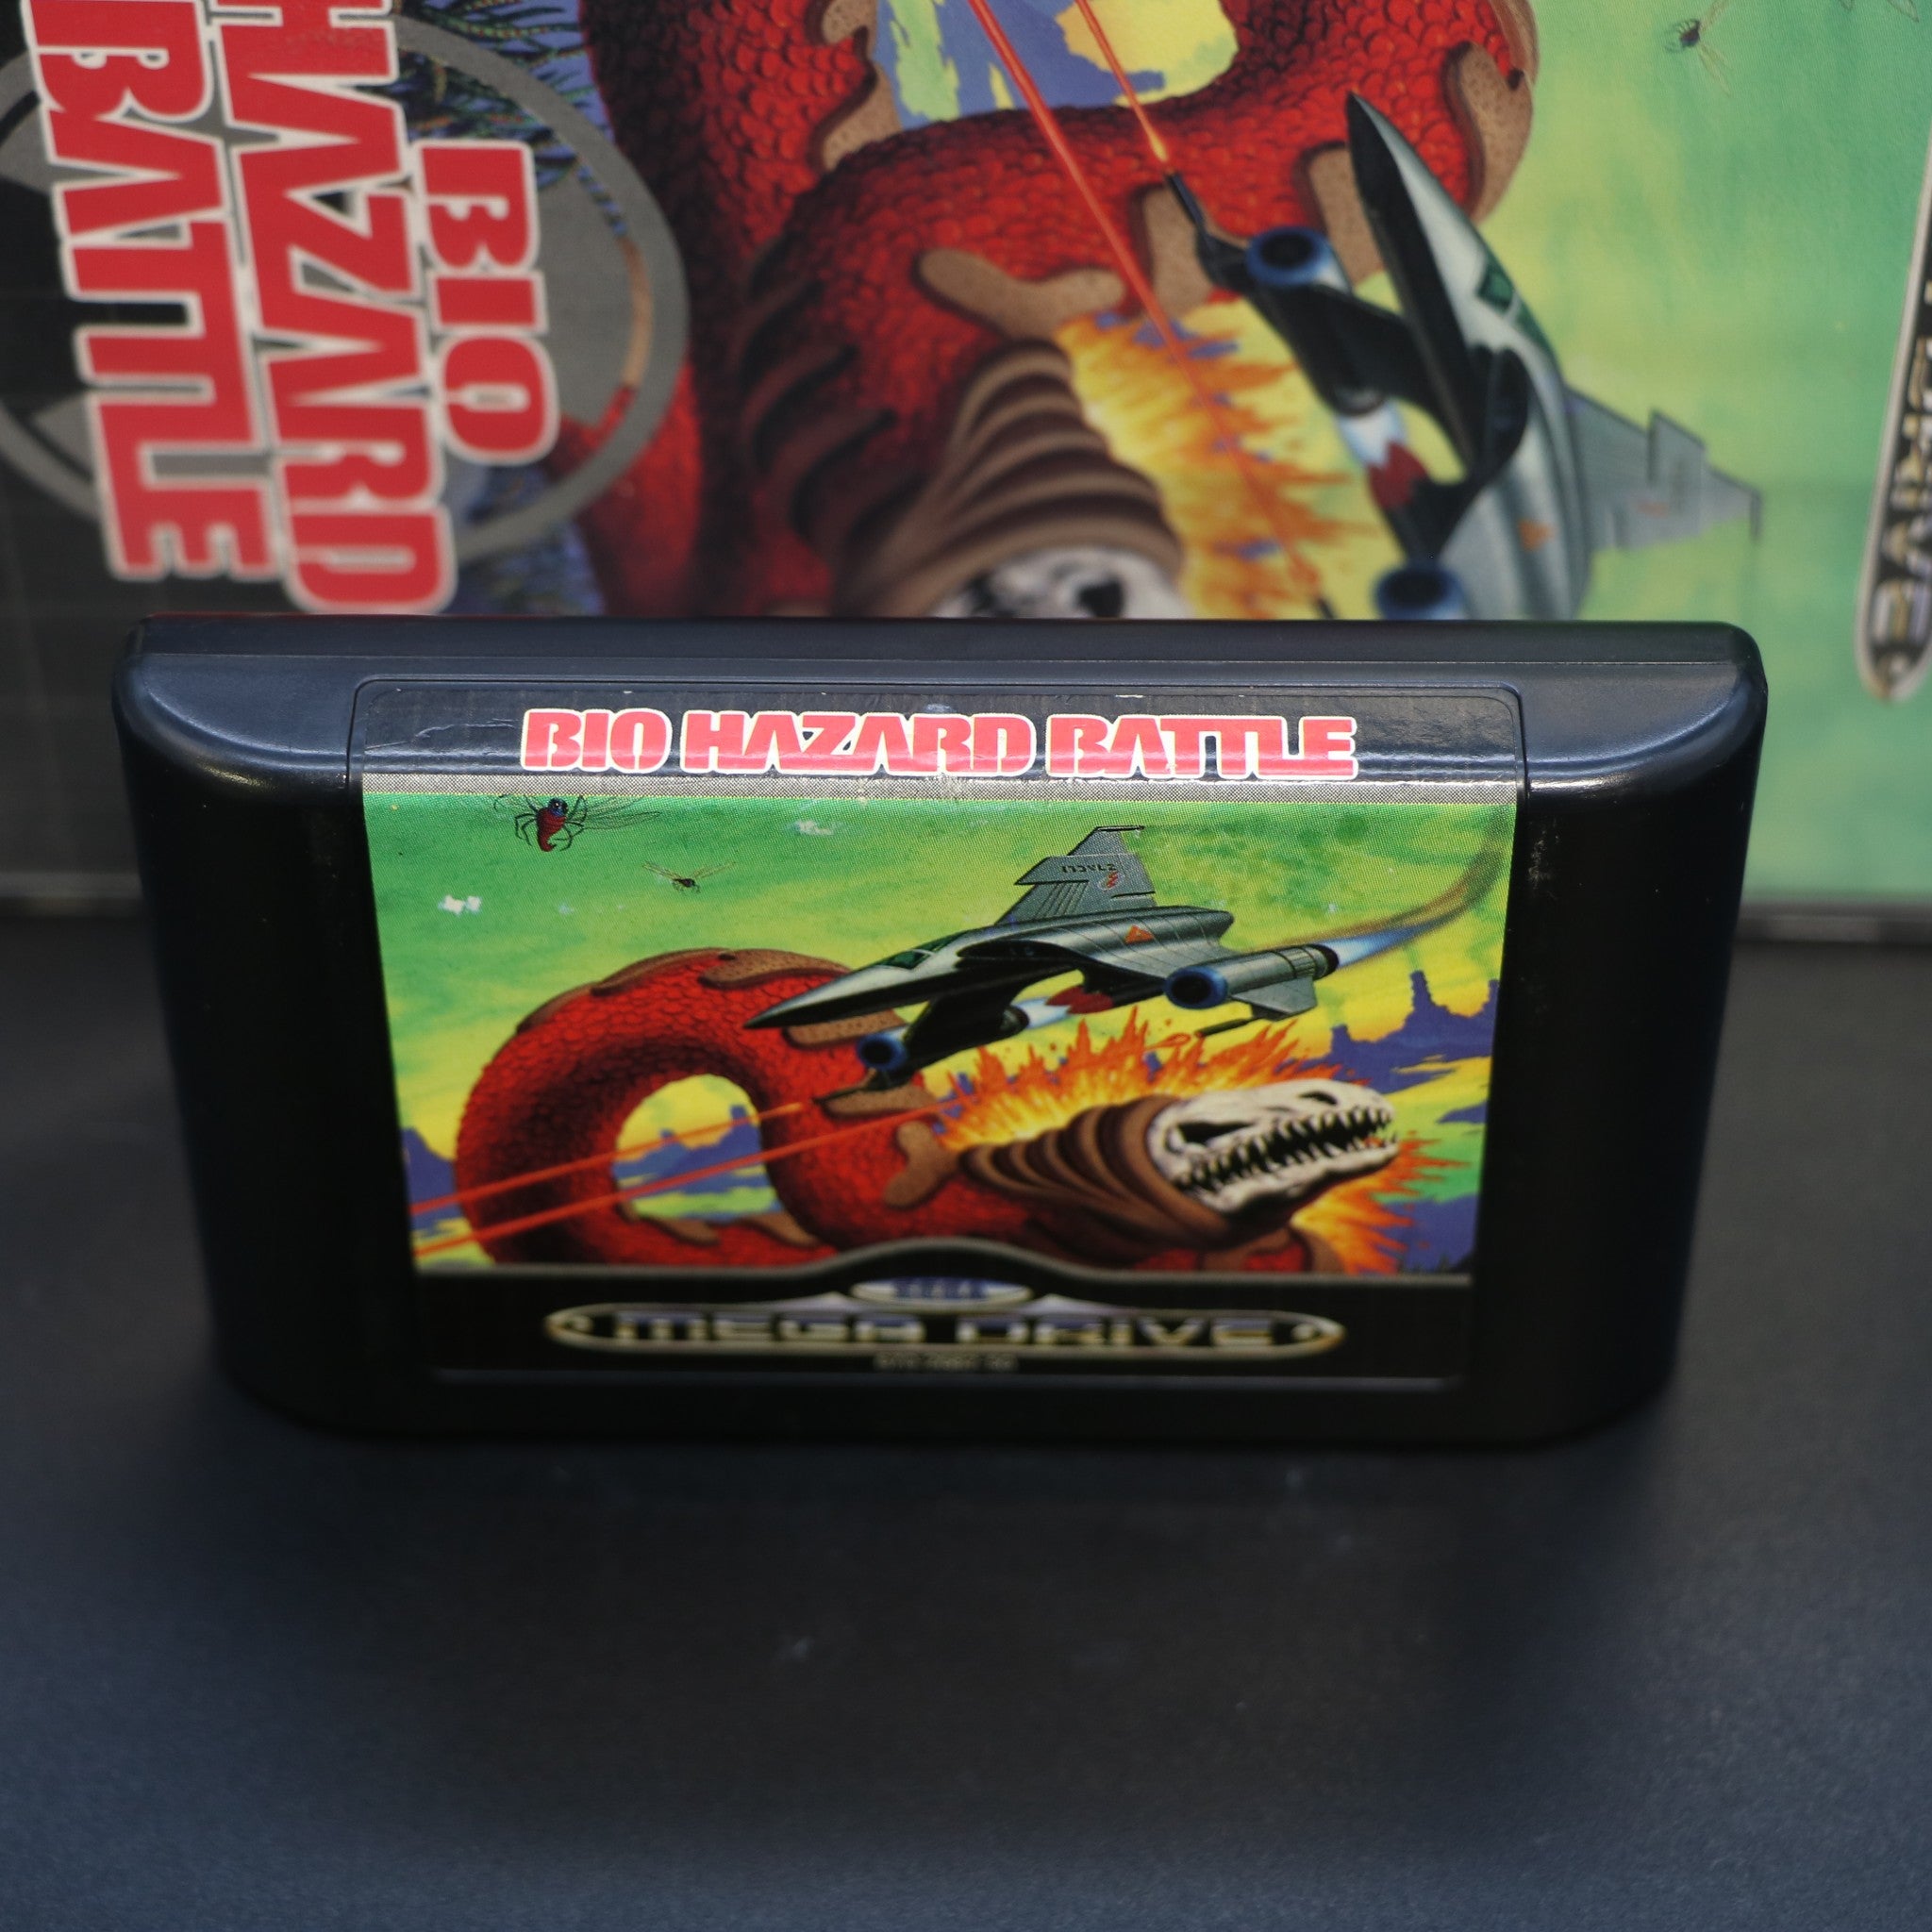 BIO
HAZARD
BATTLE
BIO HAZARD BATTLE
SEGA
MEGA DRIVE